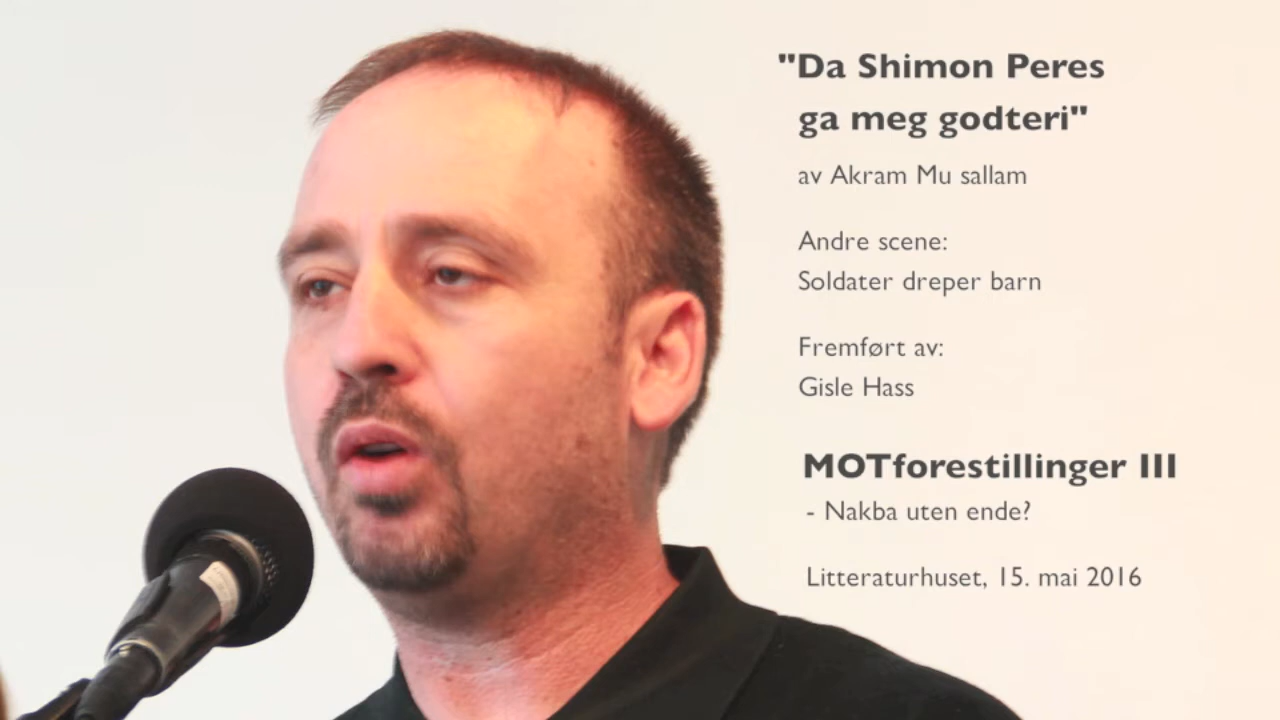 "Da Shimon Peres
ga meg godteri"
av Akram Mu sallam
Andre scene:
Soldater dreper barn
Fremført av:
Gisle Hass
MOTforestillinger III
- Nakba uten ende?
Litteraturhuset, 15. mai 2016